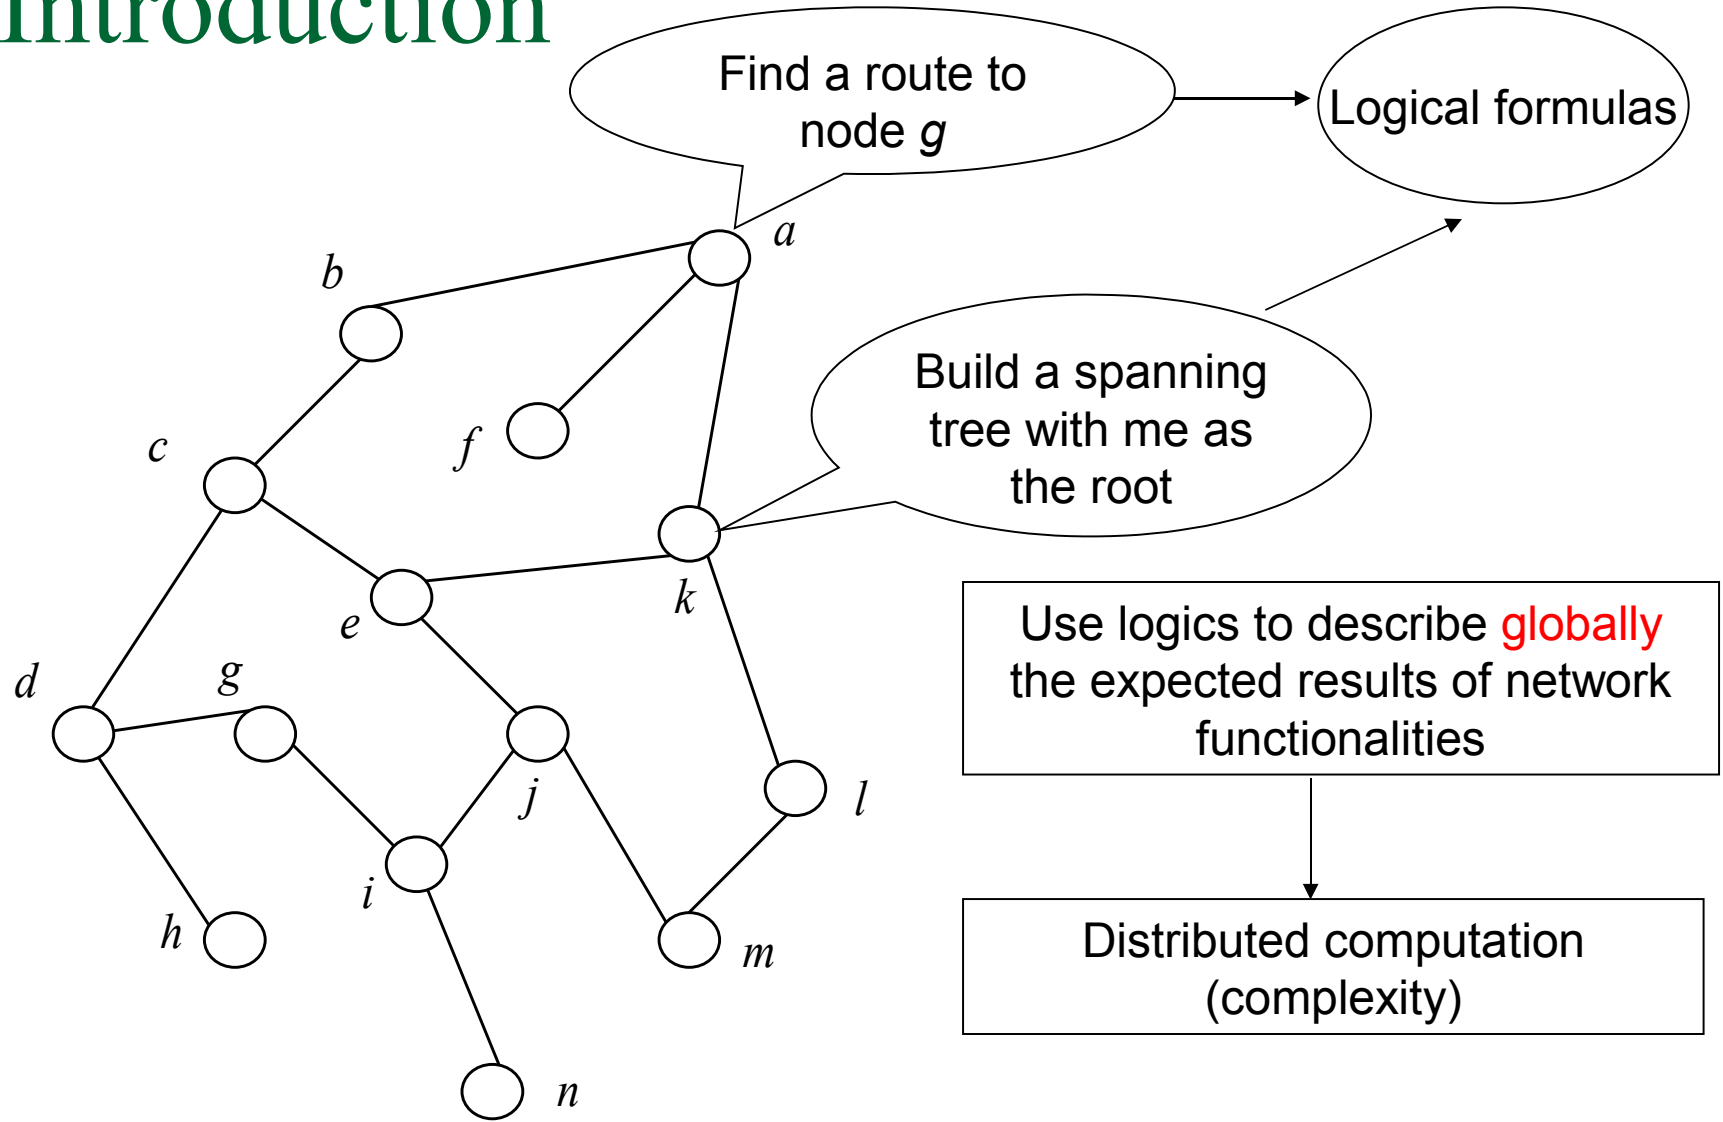 Introduction
Find a route to
node g
Logical formulas
a
b
Build a spanning
tree with me as
the root
c
f
e
k
Use logics to describe globally
the expected results of network
functionalities
d
g
j
l
i
h
m
Distributed computation
(complexity)
n